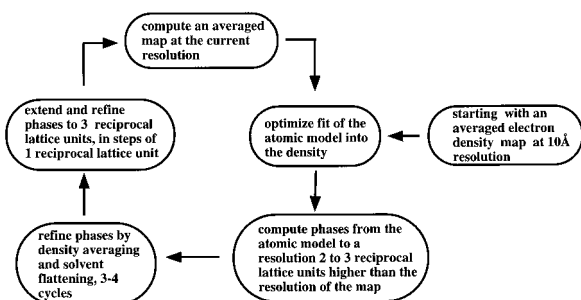 compute an averaged
map at the current
resolution
extend and refine
phases to 3 reciprocal
lattice units, in steps of
1 reciprocal lattice unit
optimize fit of the
atomic model into
the density
starting with an
averaged electron
density map at 10Å
resolution
refine phases by
density averaging
and solvent
flattening, 3-4
cycles
compute phases from the
atomic model to a
resolution 2 to 3 reciprocal
lattice units higher than the
resolution of the map